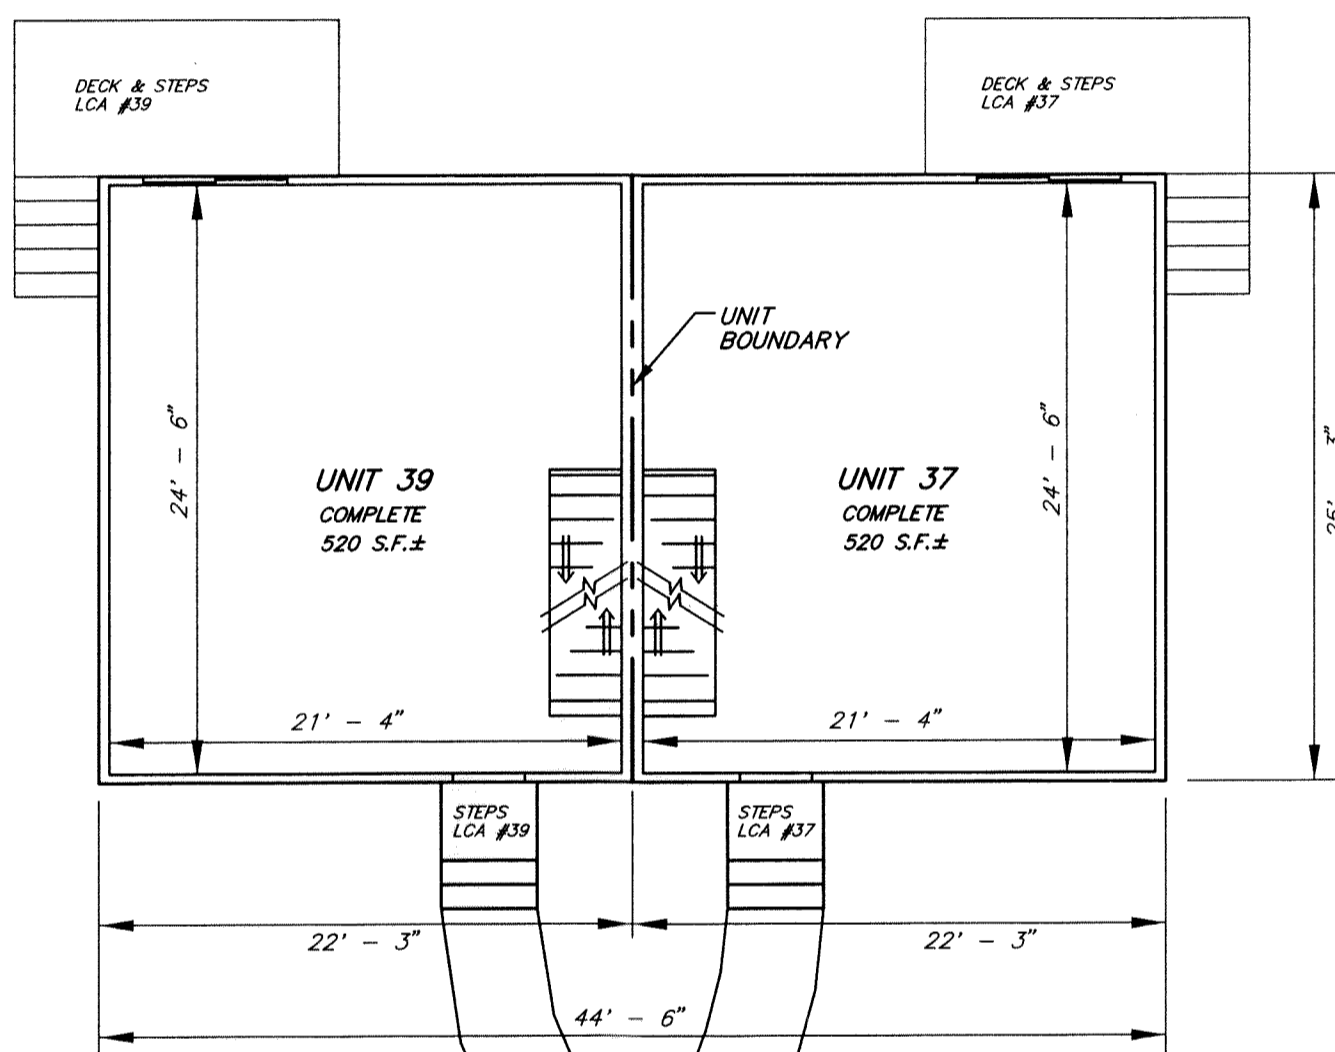 DECK & STEPS
LCA #39
DECK & STEPS
LCA #37
UNIT
BOUNDARY
24' - 6"
UNIT 39
COMPLETE
520 S.F.±
UNIT 37
COMPLETE
520 S.F.±
24' - 6"
21' - 4"
21' - 4"
STEPS
LCA #39
STEPS
LCA #37
22' - 3"
22' - 3"
44' - 6"